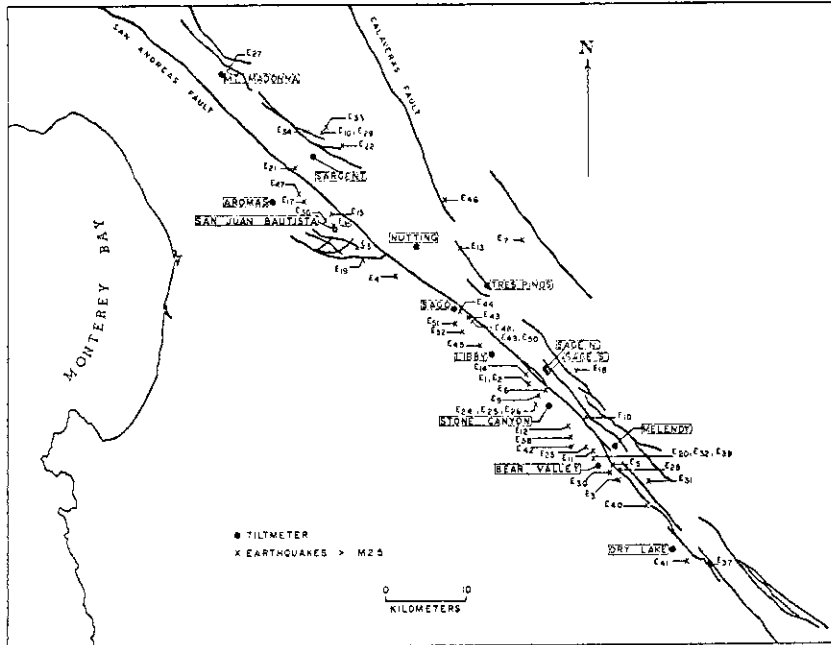 SAN ANDREAS FAULT
CALAVERAS FAULT
N
E27
MT. MADONNA
E33
E34
E10, E29
E22
E21
SARGENT
E47
AROMAS
E17
E46
E15
SAN JUAN BAUTISTA
E7
NUTTING
E13
E19
E4
TRES PINOS
MONTEREY BAY
SAGO
E44
E43
E51
E52
E45
LIBBY
SAGE N.
SAGE S.
E18
E14
E1, E2
E6
E9
E24, E25, E26
E10
STONE CANYON
E12
E38
E42
MELENDY
E23
E11
E20, E32, E39
BEAR VALLEY
E5
E28
E30
E31
E3
E40
TILTMETER
EARTHQUAKES > M2.5
DRY LAKE
E41
E37
0 10
KILOMETERS